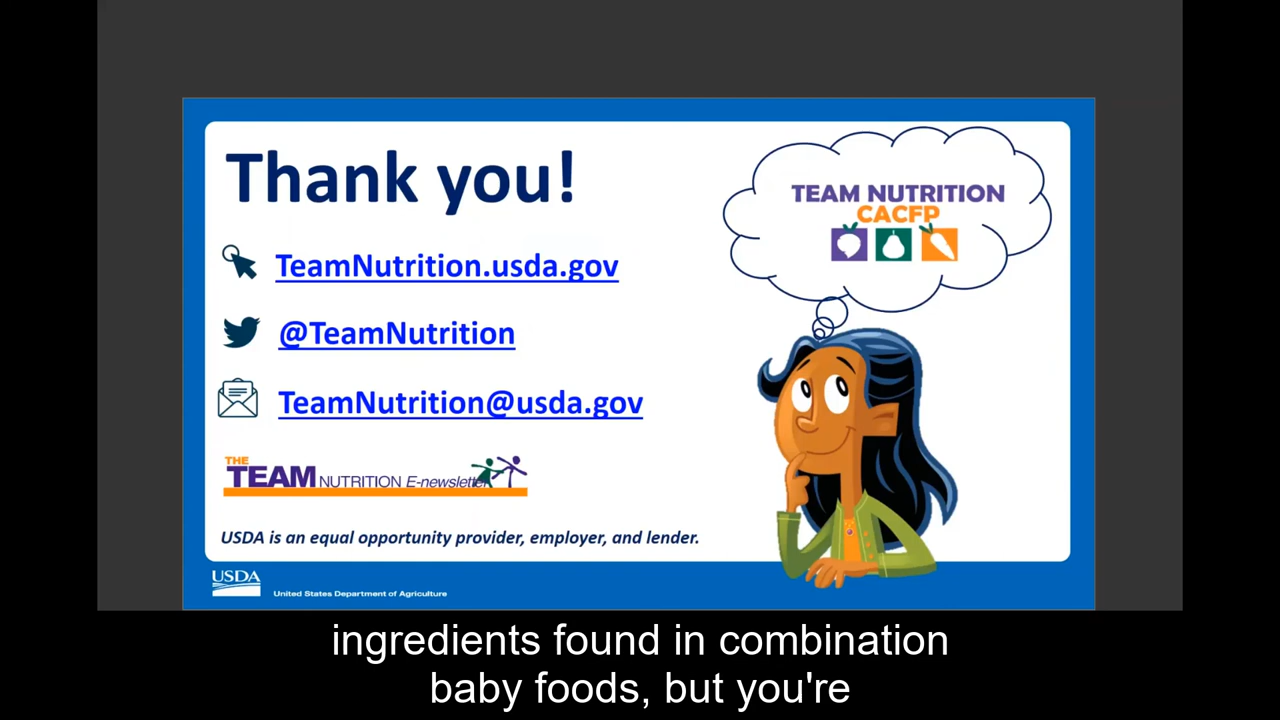 Thank you!
TEAM NUTRITION
CACFP
TeamNutrition.usda.gov
@TeamNutrition
TeamNutrition@usda.gov
THE
TEAM NUTRITION E-newsletter
USDA is an equal opportunity provider, employer, and lender.
USDA
United States Department of Agriculture
ingredients found in combination
baby foods, but you're